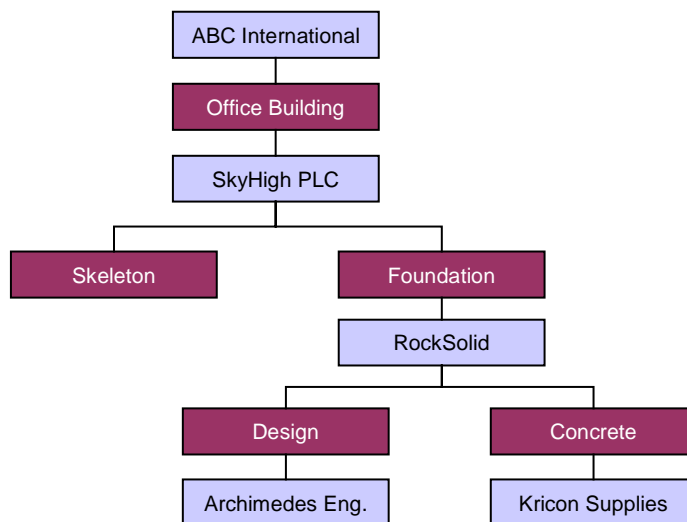 ABC International
Office Building
SkyHigh PLC
Skeleton
Foundation
RockSolid
Design
Concrete
Archimedes Eng.
Kricon Supplies